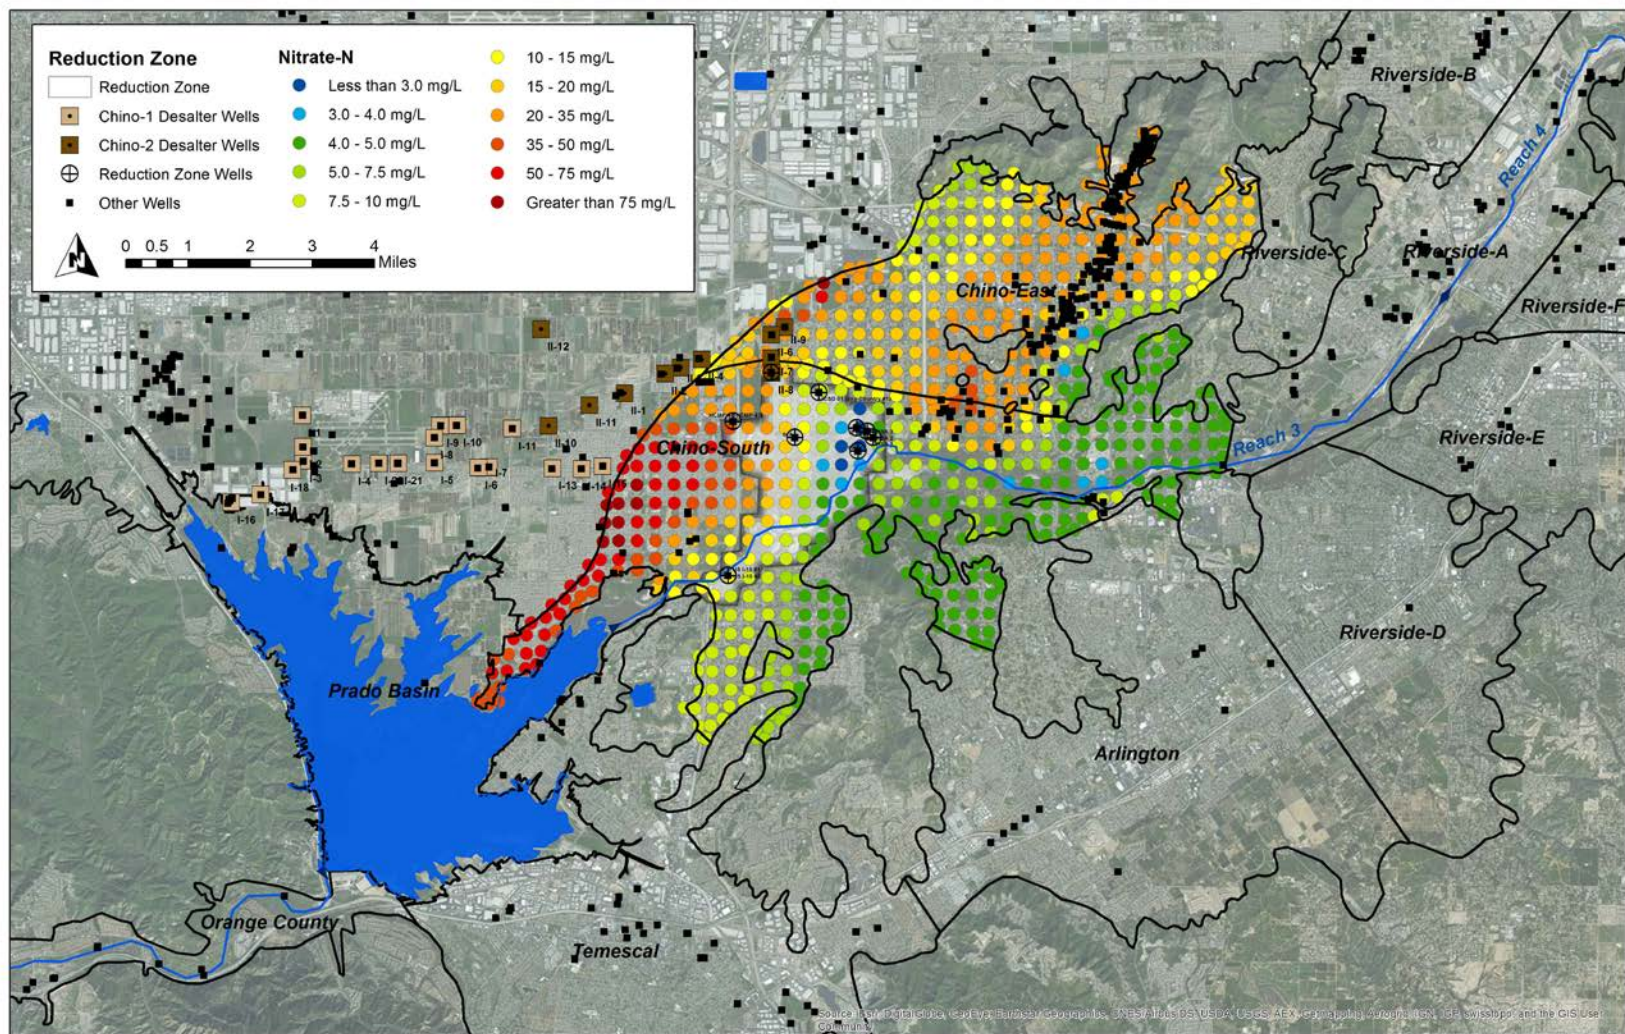 Reduction Zone
Reduction Zone
Chino-1 Desalter Wells
Chino-2 Desalter Wells
Reduction Zone Wells
Other Wells
Nitrate-N
Less than 3.0 mg/L
3.0 - 4.0 mg/L
4.0 - 5.0 mg/L
5.0 - 7.5 mg/L
7.5 - 10 mg/L
10 - 15 mg/L
15 - 20 mg/L
20 - 35 mg/L
35 - 50 mg/L
50 - 75 mg/L
Greater than 75 mg/L
N
0 0.5 1 2 3 4
Miles
Riverside-B
Reach 4
Riverside-C
Riverside-A
Riverside-F
Chino-East
II-12
II-9
II-6
I-7
II-8
II-1
II-11
II-10
I-9
I-10
I-11
I-8
Chino-South
Reach 3
Riverside-E
I-18
I-4
I-21
I-5
I-7
I-6
I-13
I-14
I-16
Riverside-D
Prado Basin
Arlington
Orange County
Temescal